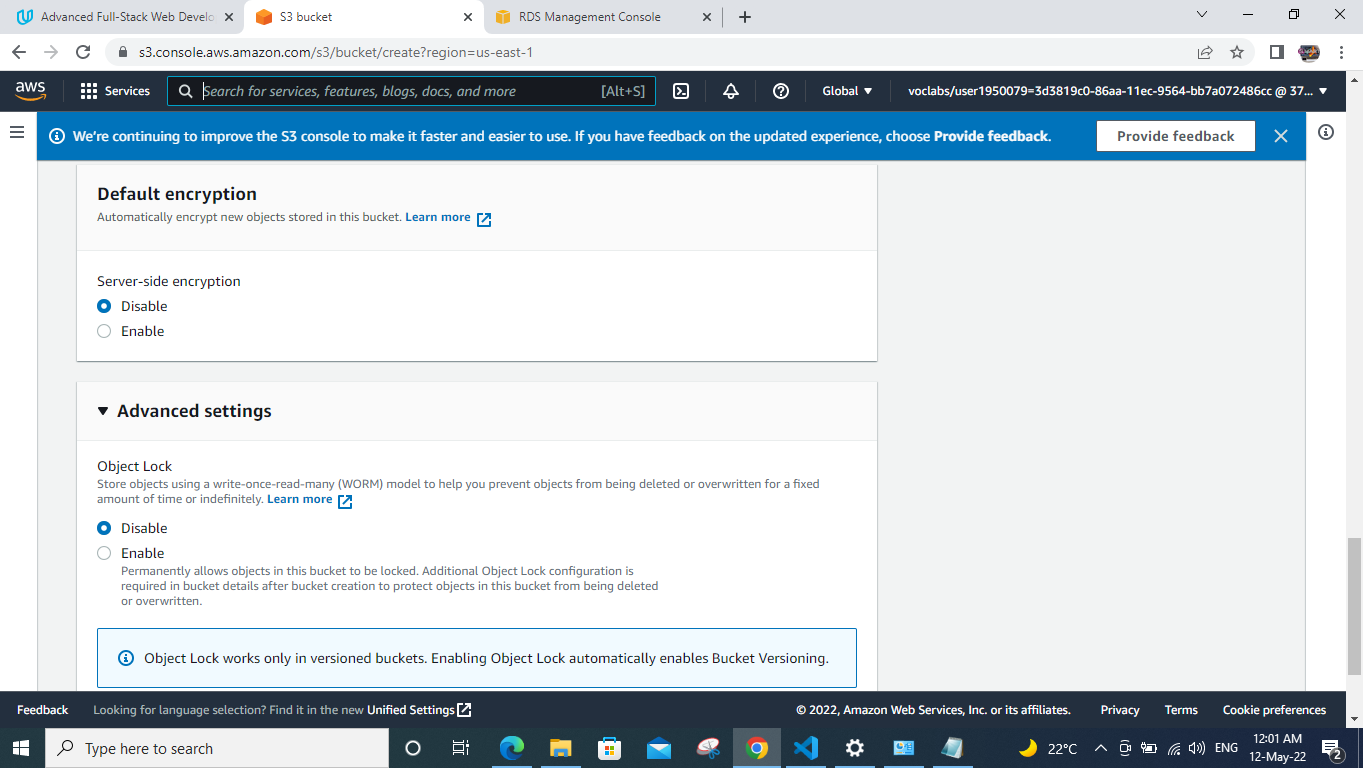 Advanced Full-Stack Web Develo
S3 bucket
RDS Management Console
s3.console.aws.amazon.com/s3/bucket/create?region=us-east-1
aws
Services
Search for services, features, blogs, docs, and more
[Alt+S]
Global
voclabs/user1950079=3d3819c0-86aa-11ec-9564-bb7a072486cc @ 37...
We're continuing to improve the S3 console to make it faster and easier to use. If you have feedback on the updated experience, choose Provide feedback.
Provide feedback
Default encryption
Automatically encrypt new objects stored in this bucket. Learn more
Server-side encryption
Disable
Enable
Advanced settings
Object Lock
Store objects using a write-once-read-many (WORM) model to help you prevent objects from being deleted or overwritten for a fixed
amount of time or indefinitely. Learn more
Disable
Enable
Permanently allows objects in this bucket to be locked. Additional Object Lock configuration is
required in bucket details after bucket creation to protect objects in this bucket from being deleted
or overwritten.
Object Lock works only in versioned buckets. Enabling Object Lock automatically enables Bucket Versioning.
Feedback
Looking for language selection? Find it in the new Unified Settings
© 2022, Amazon Web Services, Inc. or its affiliates.
Privacy
Terms
Cookie preferences
Type here to search
22°C
ENG
12:01 AM
12-May-22
2